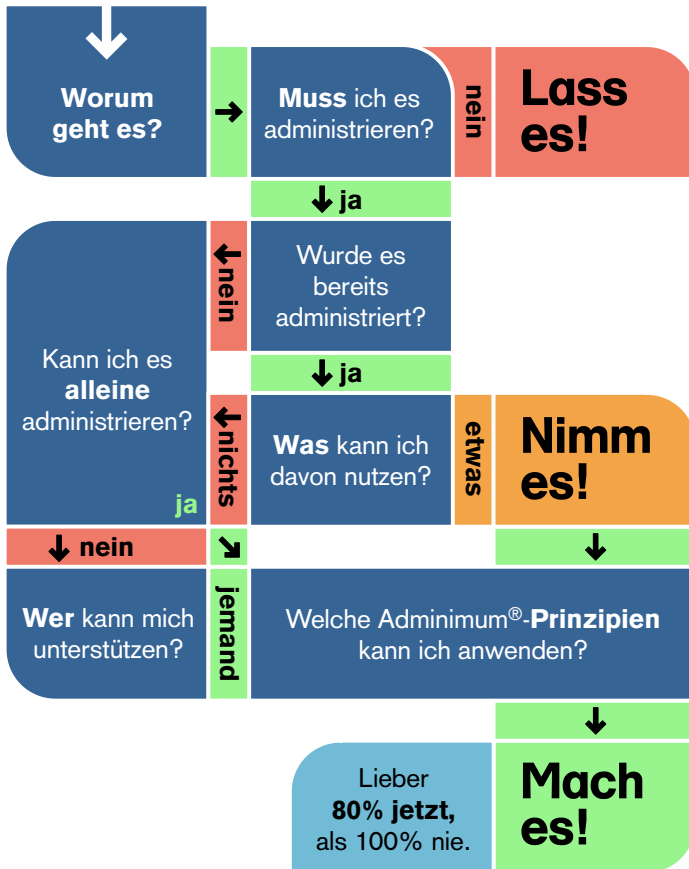 Worum
geht es?
Muss ich es
administrieren?
nein
Lass
es!
ja
Wurde es
bereits
administriert?
nein
ja
Kann ich es
alleine
administrieren?
ja
nichts
Was kann ich
davon nutzen?
etwas
Nimm
es!
nein
Wer kann mich
unterstützen?
jemand
Welche Adminimum®-Prinzipien
kann ich anwenden?
Lieber
80% jetzt,
als 100% nie.
Mach
es!